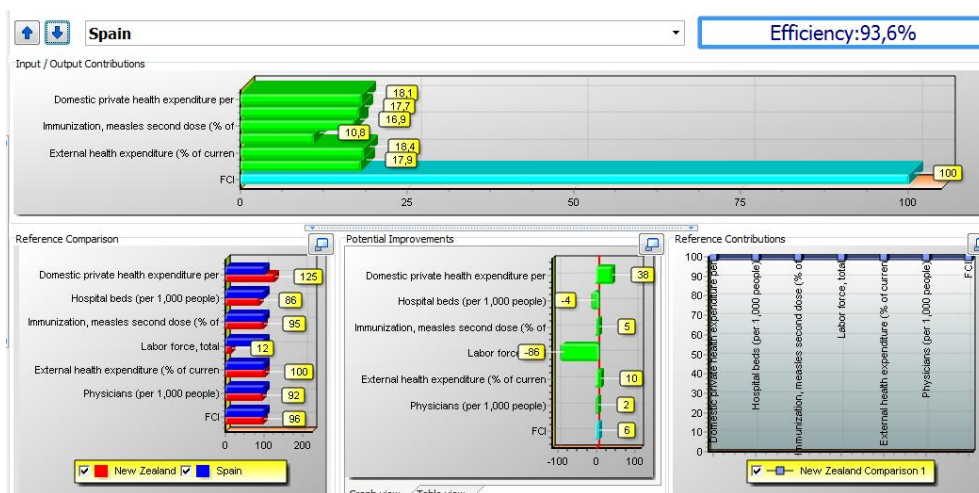 Spain
Efficiency:93,6%
Input / Output Contributions
Domestic private health expenditure per
Immunization, measles second dose (% of
External health expenditure (% of curren
FCI
18,1
17,7
16,9
10,8
18,4
17,9
100
0 25 50 75 100
Reference Comparison
Domestic private health expenditure per
Hospital beds (per 1,000 people)
Immunization, measles second dose (% of
Labor force, total
External health expenditure (% of curren
Physicians (per 1,000 people)
FCI
125
86
95
12
100
92
96
0 100 200
New Zealand Spain
Potential Improvements
Domestic private health expenditure per
Hospital beds (per 1,000 people)
Immunization, measles second dose (% of
Labor forc
External health expenditure (% of curren
Physicians (per 1,000 people)
FCI
38
-4
5
-86
10
2
6
-100 0 100
Graph view Table view
Reference Contributions
100
90
80
70
60
50
40
30
20
10
0
Domestic private health expenditure per
Hospital beds (per 1,000 people)
Immunization, measles second dose (% of
Labor force, total
External health expenditure (% of curren
Physicians (per 1,000 people)
FCI
New Zealand Comparison 1